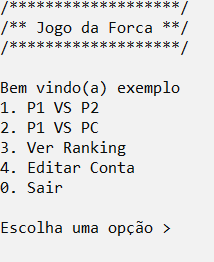 /*******************/
/** Jogo da Forca **/
/*******************/
Bem vindo(a) exemplo
1. P1 VS P2
2. P1 VS PC
3. Ver Ranking
4. Editar Conta
0. Sair
Escolha uma opção >